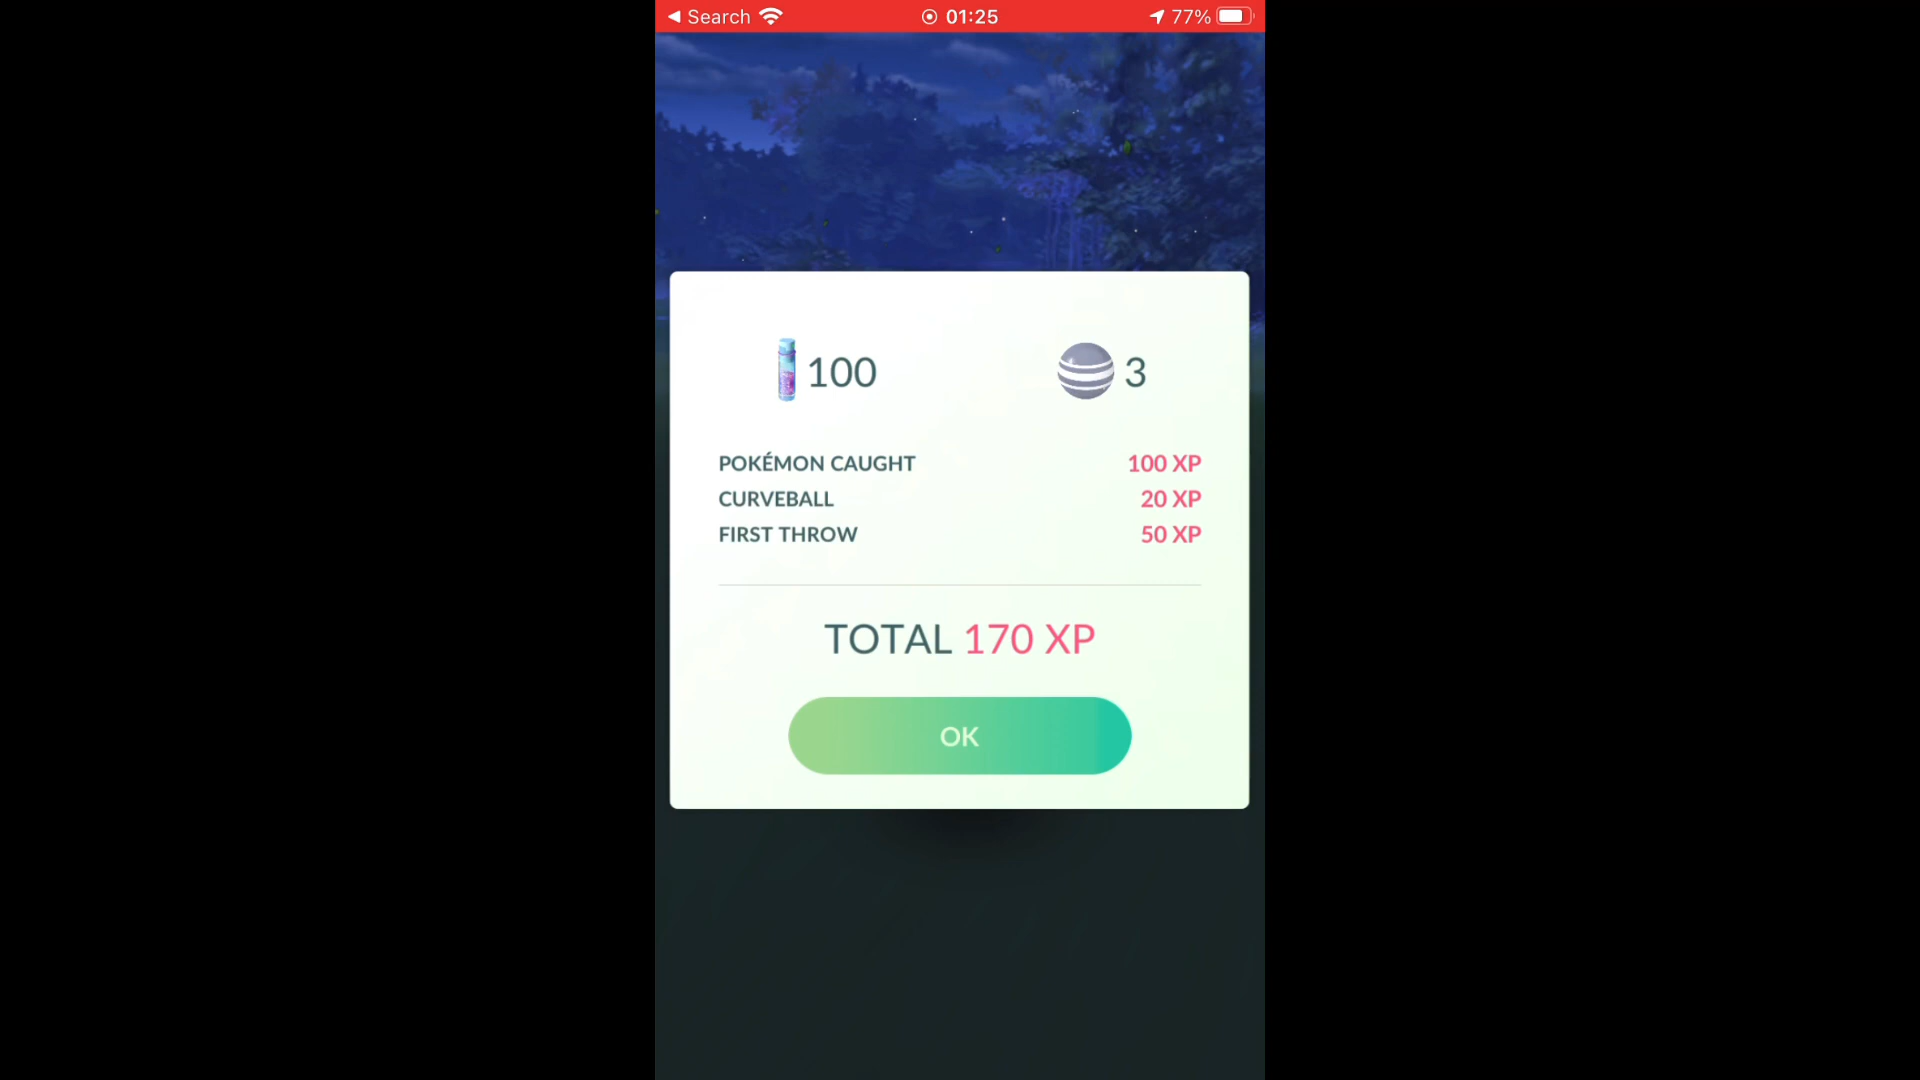 ◀ Search 01:25 77%
100 3
POKÉMON CAUGHT 100 XP
CURVEBALL 20 XP
FIRST THROW 50 XP
TOTAL 170 XP
OK